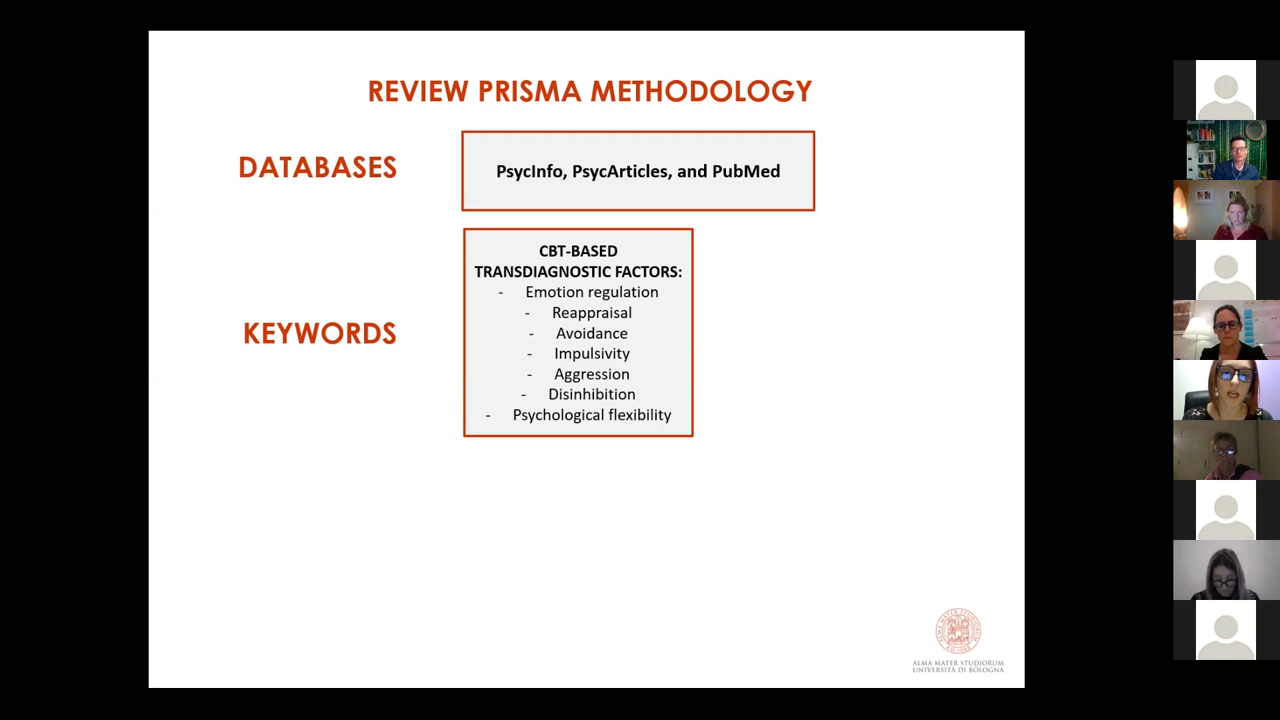 REVIEW PRISMA METHODOLOGY
DATABASES
PsycInfo, PsycArticles, and PubMed
KEYWORDS
CBT-BASED
TRANSDIAGNOSTIC FACTORS:
- Emotion regulation
- Reappraisal
- Avoidance
- Impulsivity
- Aggression
- Disinhibition
- Psychological flexibility
ALMA MATER STUDIORUM
UNIVERSITÀ DI BOLOGNA